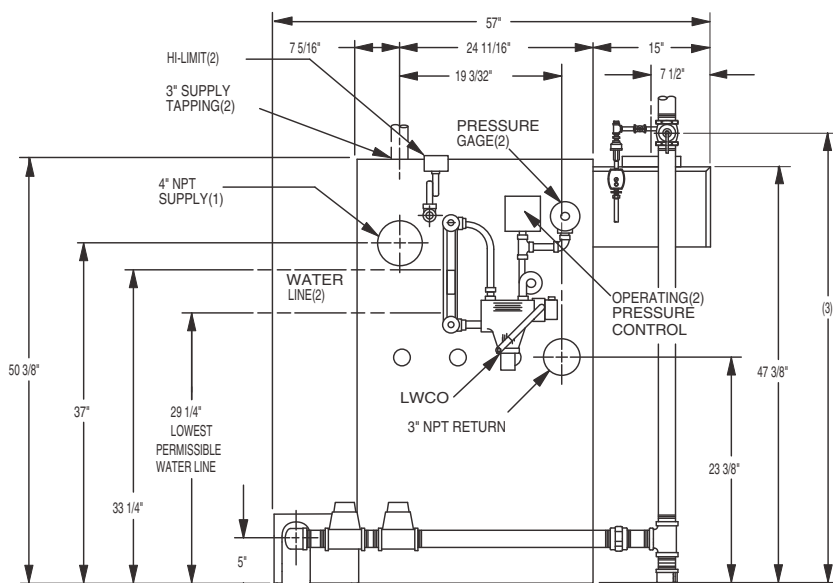 57"
7 5/16"
24 11/16"
15"
HI-LIMIT(2)
19 3/32"
7 1/2"
3" SUPPLY
TAPPING(2)
PRESSURE
GAGE(2)
4" NPT
SUPPLY(1)
WATER
LINE(2)
OPERATING(2)
PRESSURE
CONTROL
(3)
50 3/8"
47 3/8"
37"
29 1/4"
LOWEST
PERMISSIBLE
WATER LINE
LWCO
3" NPT RETURN
23 3/8"
33 1/4"
5"